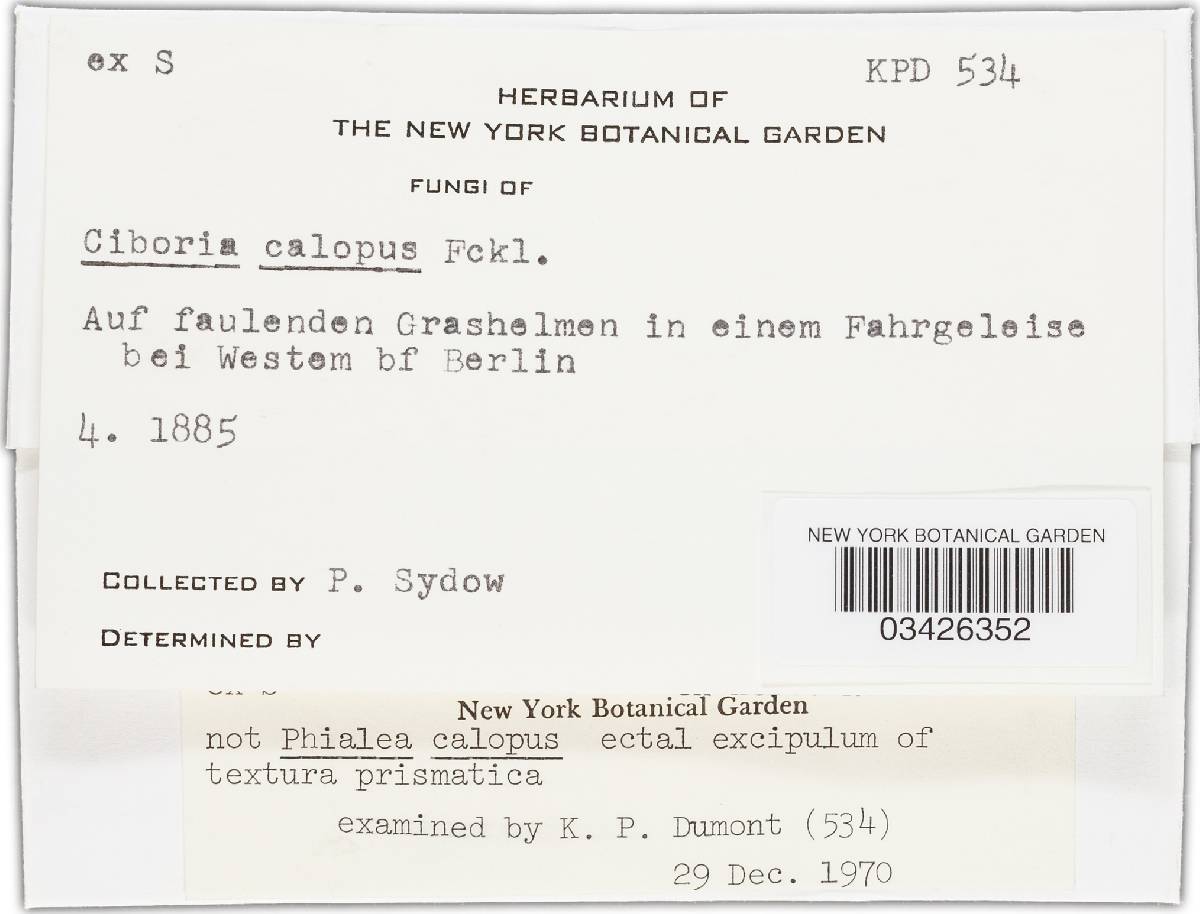 ex S
KPD 534
HERBARIUM OF
THE NEW YORK BOTANICAL GARDEN
FUNGI OF
Ciboria calopus Fckl.
Auf faulenden Grashelmen in einem Fahrgeleise
bei Westem bf Berlin
4. 1885
NEW YORK BOTANICAL GARDEN
03426352
COLLECTED BY P. Sydow
DETERMINED BY
New York Botanical Garden
not Phialea calopus ectal excipulum of
textura prismatica
examined by K. P. Dumont (534)
29 Dec. 1970